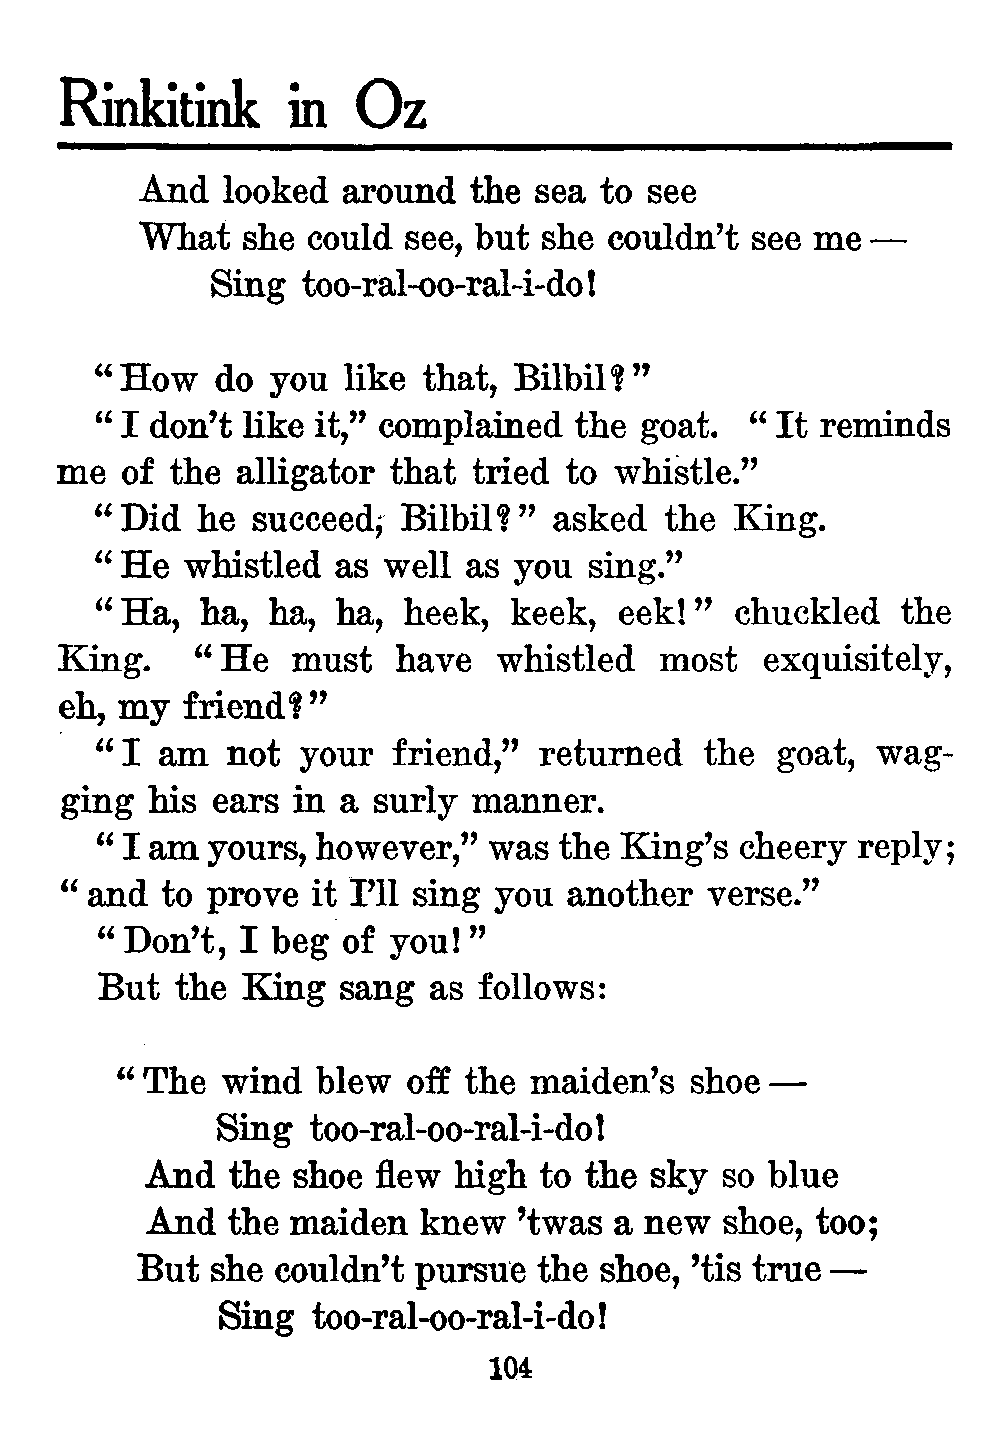 Rinkitink in Oz
And looked around the sea to see
What she could see, but she couldn't see me —
Sing too-ral-oo-ral-i-do!
"How do you like that, Bilbil?"
"I don't like it," complained the goat. "It reminds
me of the alligator that tried to whistle."
"Did he succeed, Bilbil?" asked the King.
"He whistled as well as you sing."
"Ha, ha, ha, ha, heek, keek, eek!" chuckled the
King. "He must have whistled most exquisitely,
eh, my friend?"
"I am not your friend," returned the goat, wag-
ging his ears in a surly manner.
"I am yours, however," was the King's cheery reply;
"and to prove it I'll sing you another verse."
"Don't, I beg of you!"
But the King sang as follows:
"The wind blew off the maiden's shoe —
Sing too-ral-oo-ral-i-do!
And the shoe flew high to the sky so blue
And the maiden knew 'twas a new shoe, too;
But she couldn't pursue the shoe, 'tis true —
Sing too-ral-oo-ral-i-do!
104